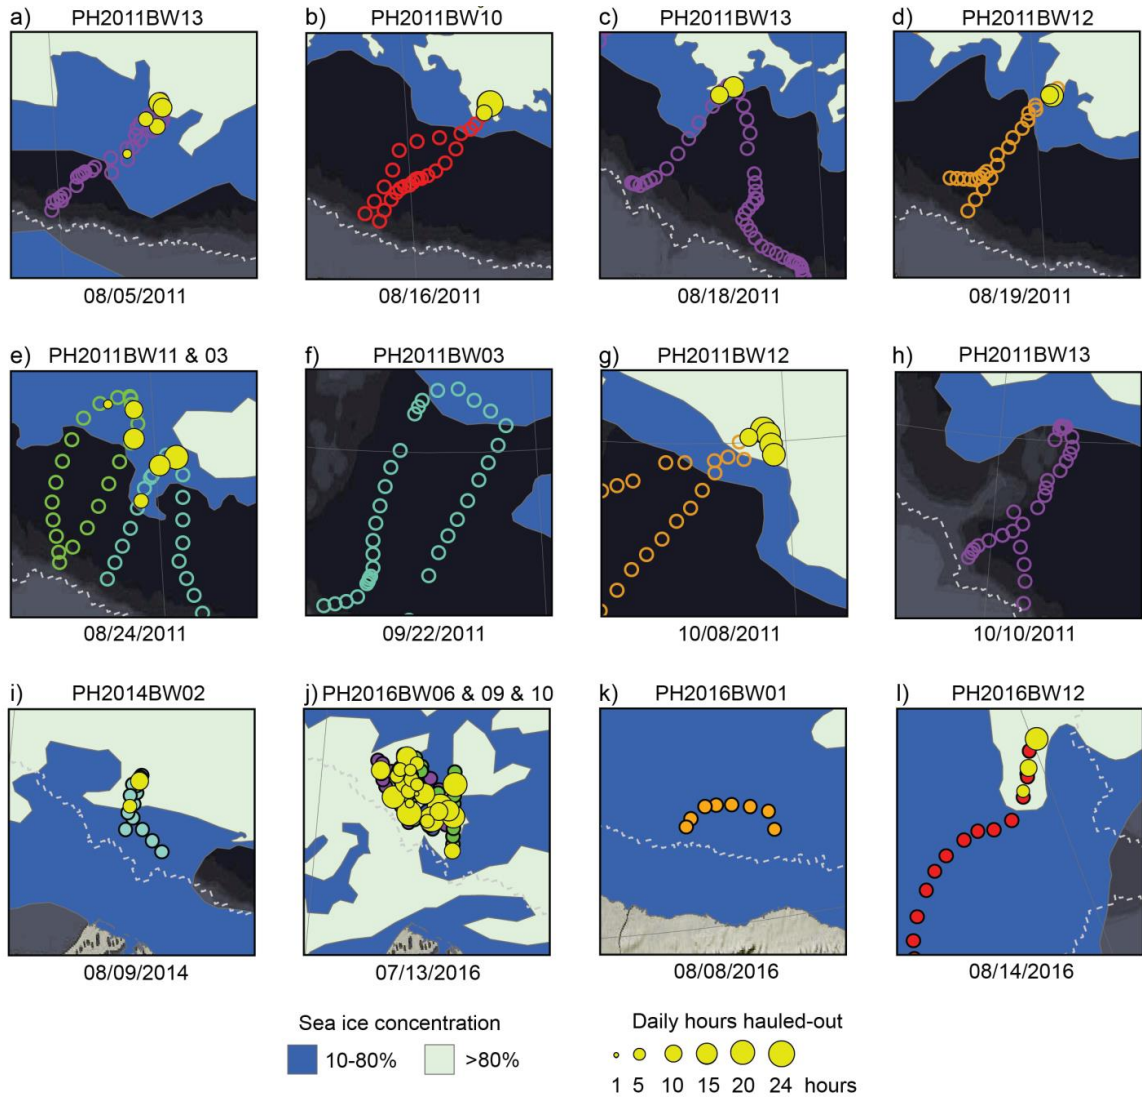 a) PH2011BW13
b) PH2011BW10
c) PH2011BW13
d) PH2011BW12
08/05/2011
08/16/2011
08/18/2011
08/19/2011
e) PH2011BW11 & 03
f) PH2011BW03
g) PH2011BW12
h) PH2011BW13
08/24/2011
09/22/2011
10/08/2011
10/10/2011
i) PH2014BW02
j) PH2016BW06 & 09 & 10
k) PH2016BW01
l) PH2016BW12
08/09/2014
07/13/2016
08/08/2016
08/14/2016
Sea ice concentration
10-80%
>80%
Daily hours hauled-out
1 5 10 15 20 24 hours